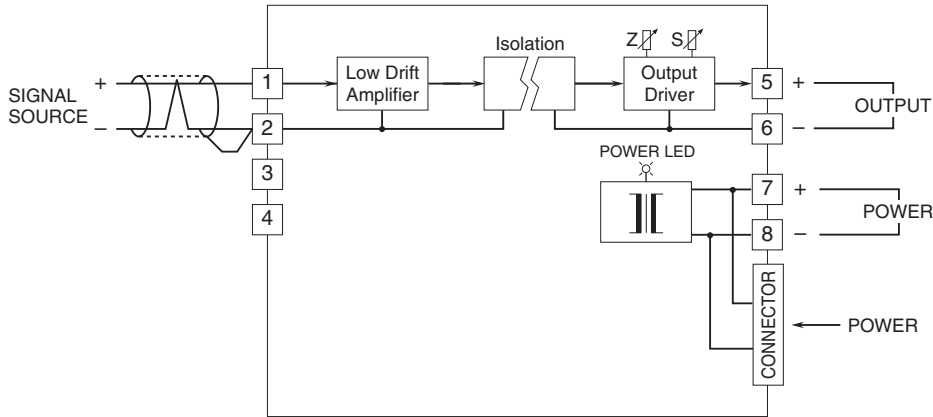 Isolation
Z S
+ 1 Low Drift
Amplifier
Output
Driver
5 +
SIGNAL
SOURCE
OUTPUT
– 2
6 –
3
POWER LED
7 +
POWER
4
8 –
CONNECTOR
POWER